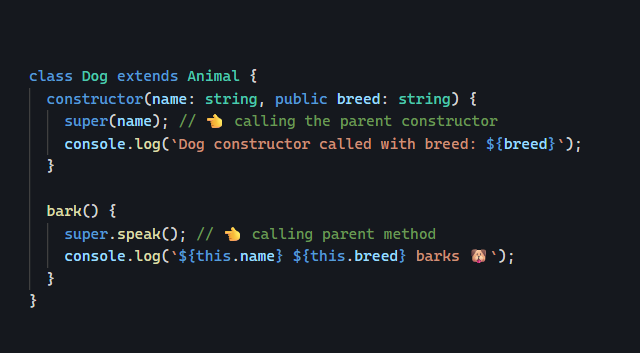 class Dog extends Animal {
constructor(name: string, public breed: string) {
super(name); // 👈 calling the parent constructor
console.log(`Dog constructor called with breed: ${breed}`);
}
bark() {
super.speak(); // 👈 calling parent method
console.log(`${this.name} ${this.breed} barks 🐶`);
}
}